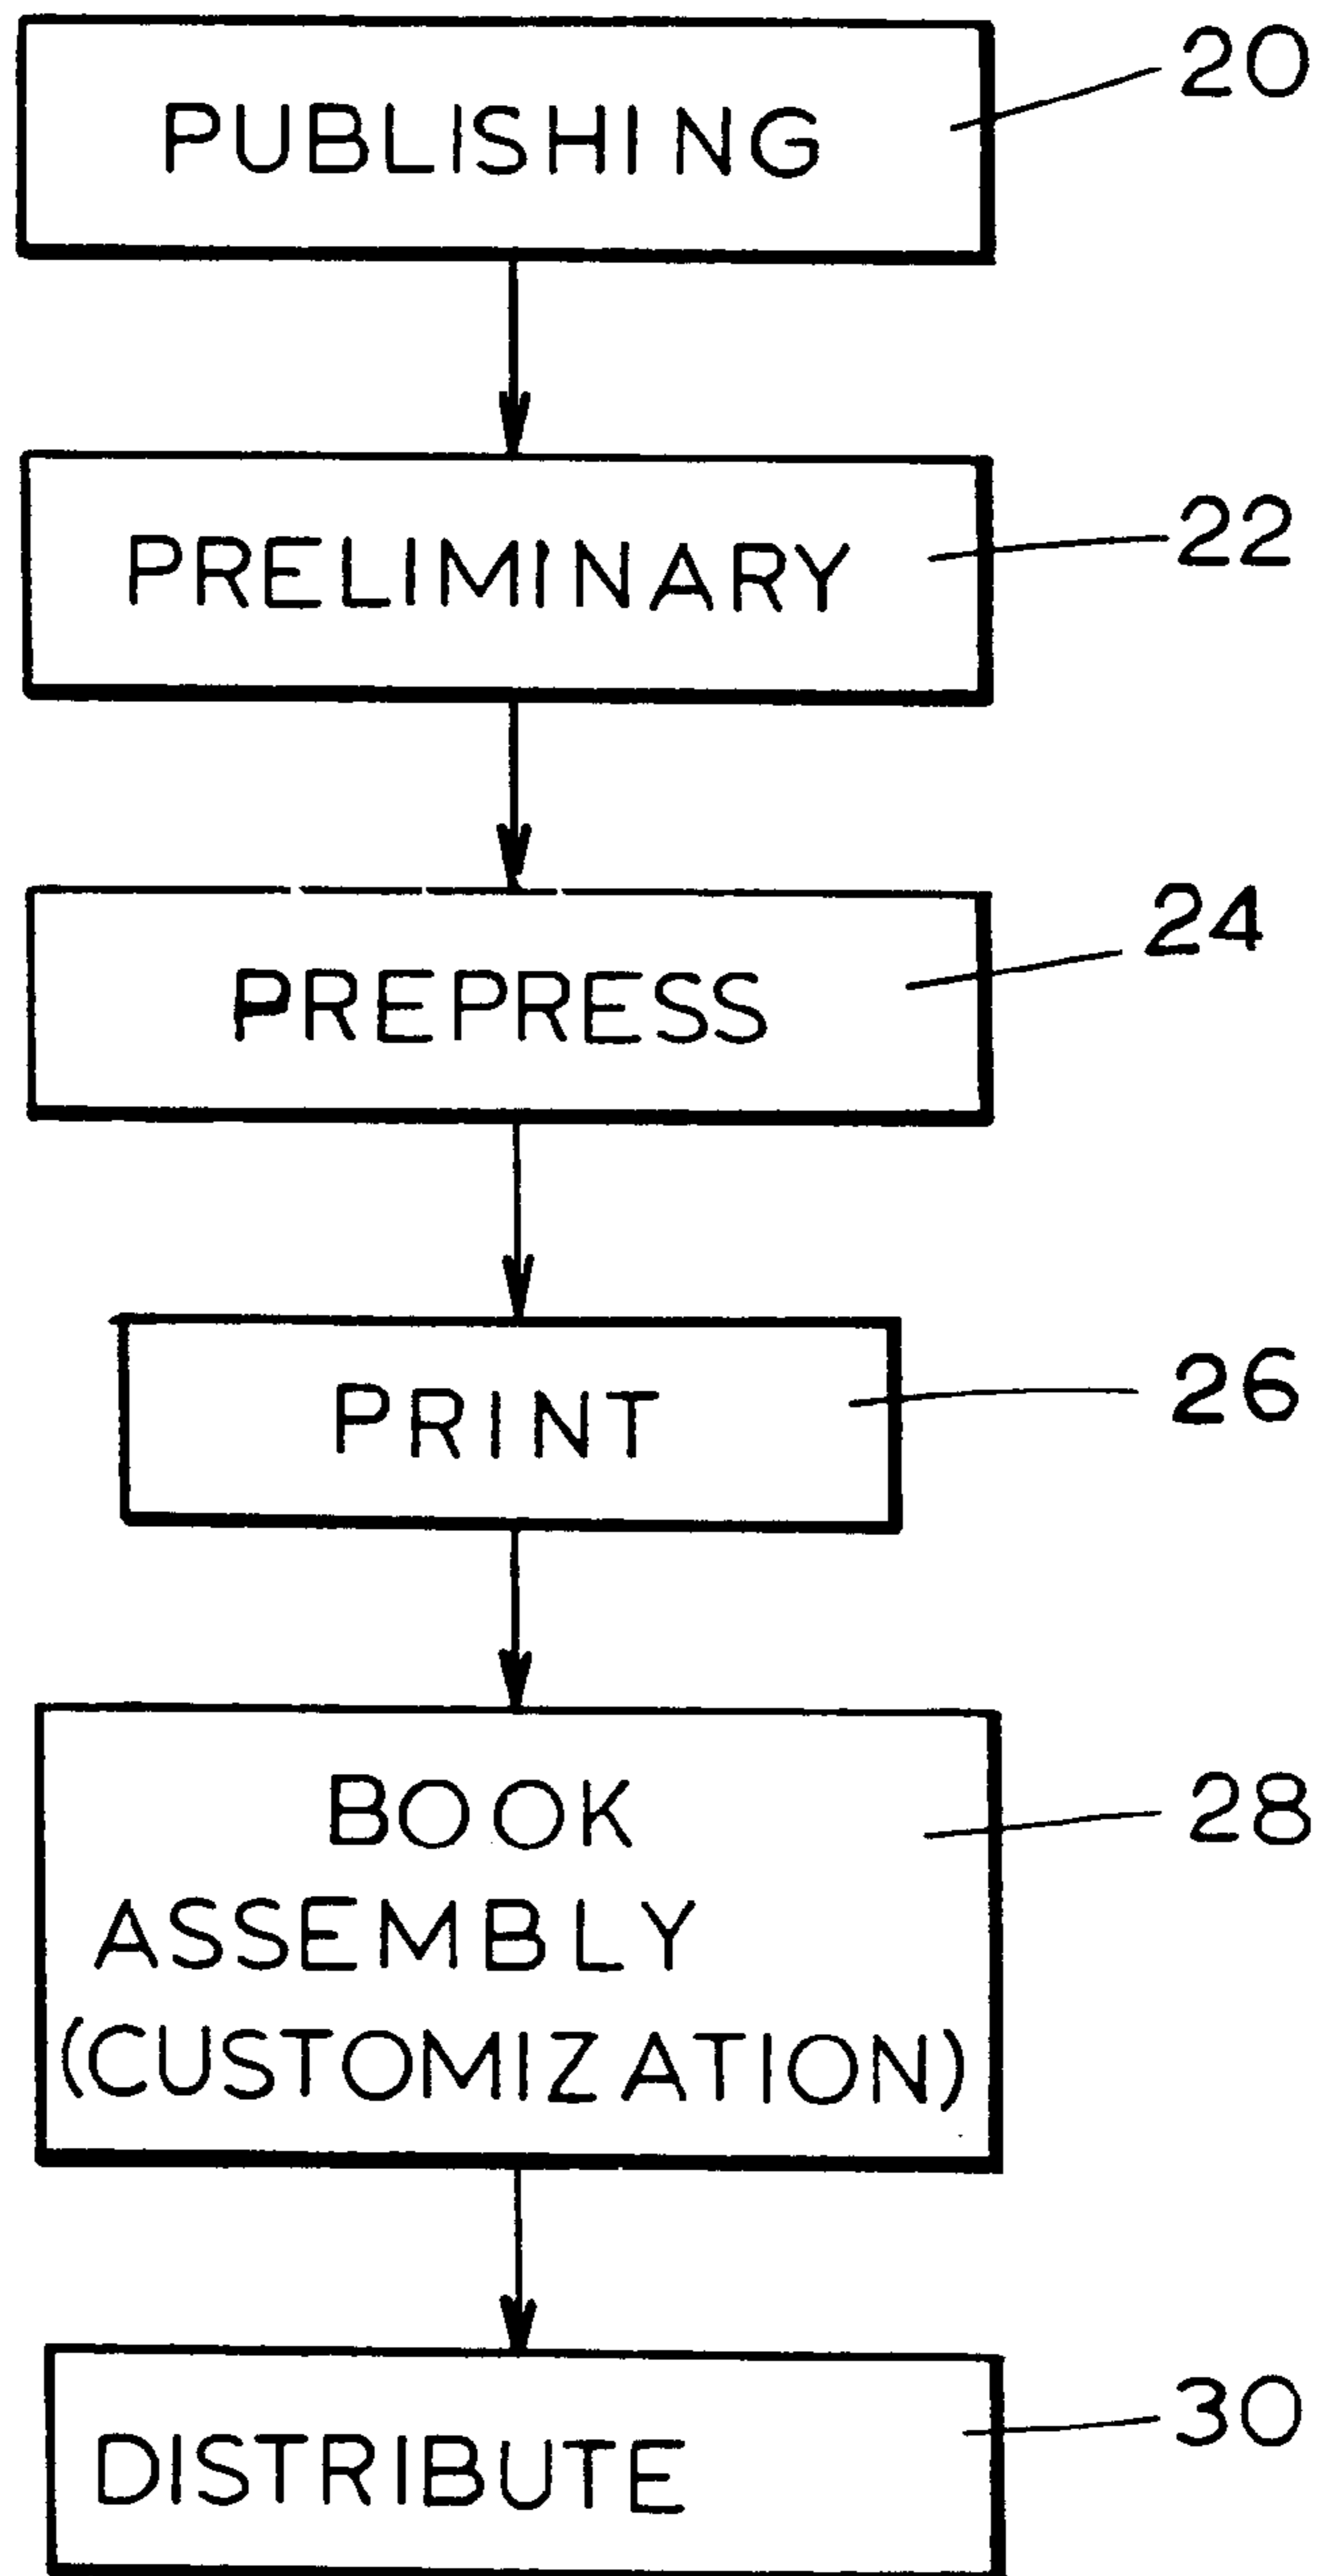 PUBLISHING
20
PRELIMINARY
22
PREPRESS
24
PRINT
26
BOOK
ASSEMBLY
(CUSTOMIZATION)
28
DISTRIBUTE
30